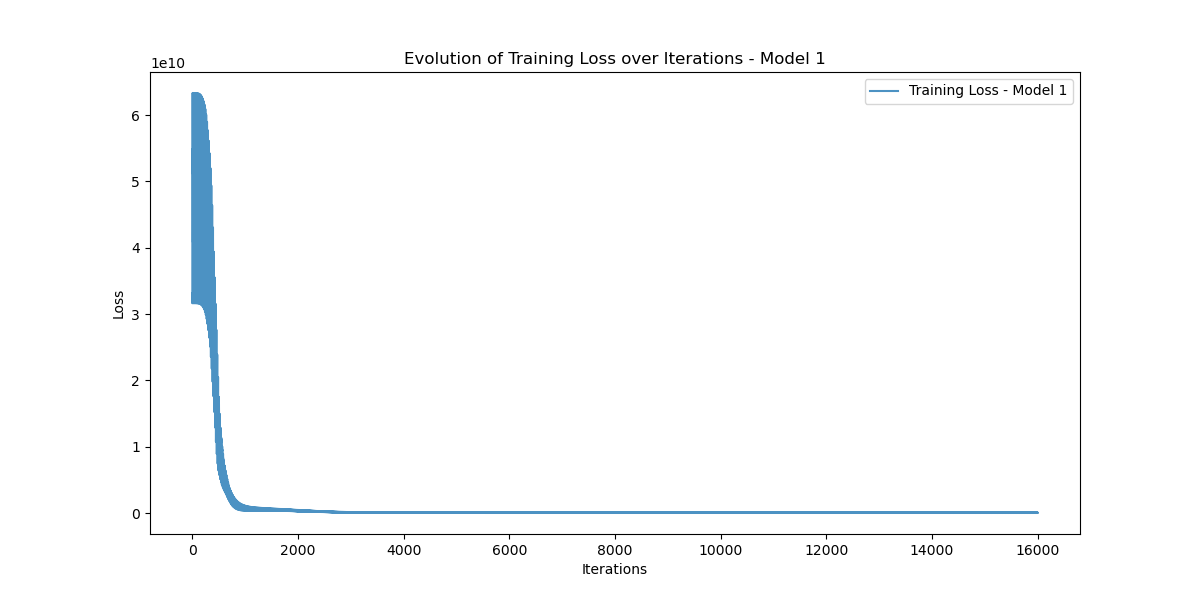 Evolution of Training Loss over Iterations - Model 1
1e10
Training Loss - Model 1
6
5
4
3
2
1
0
Loss
0 2000 4000 6000 8000 10000 12000 14000 16000
Iterations